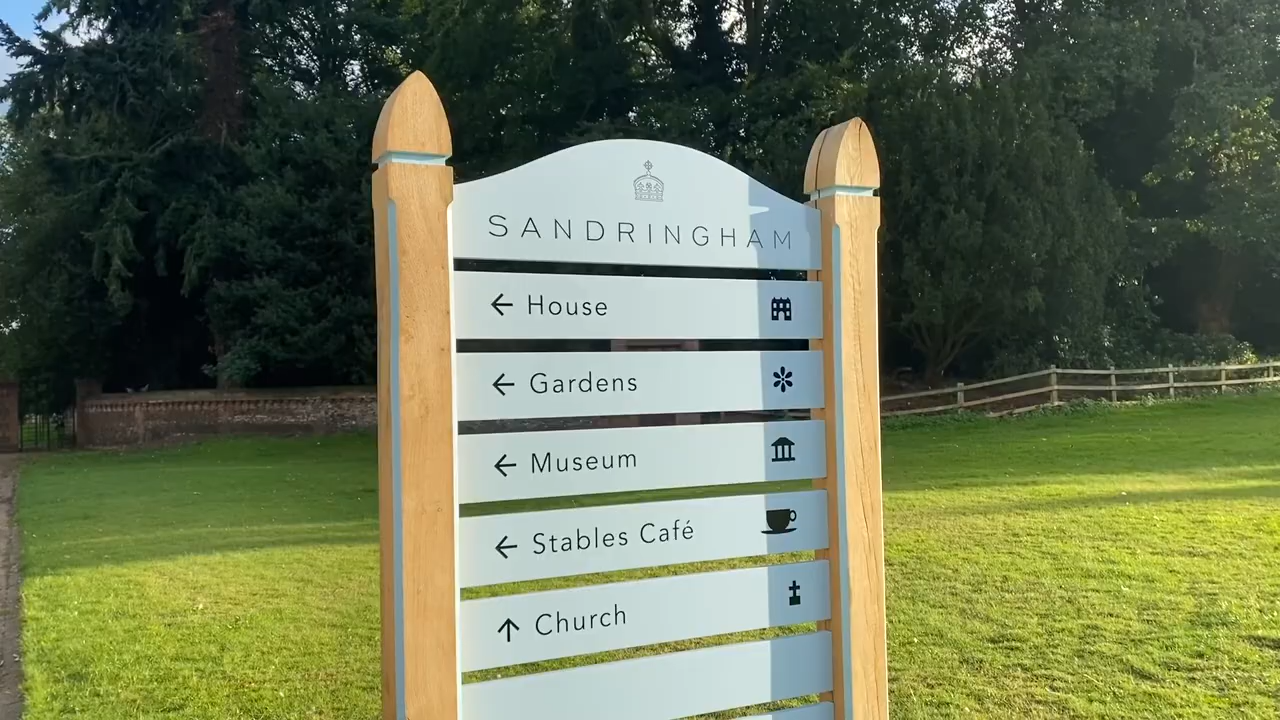 SANDRINGHAM
← House
← Gardens
← Museum
← Stables Café
↑ Church